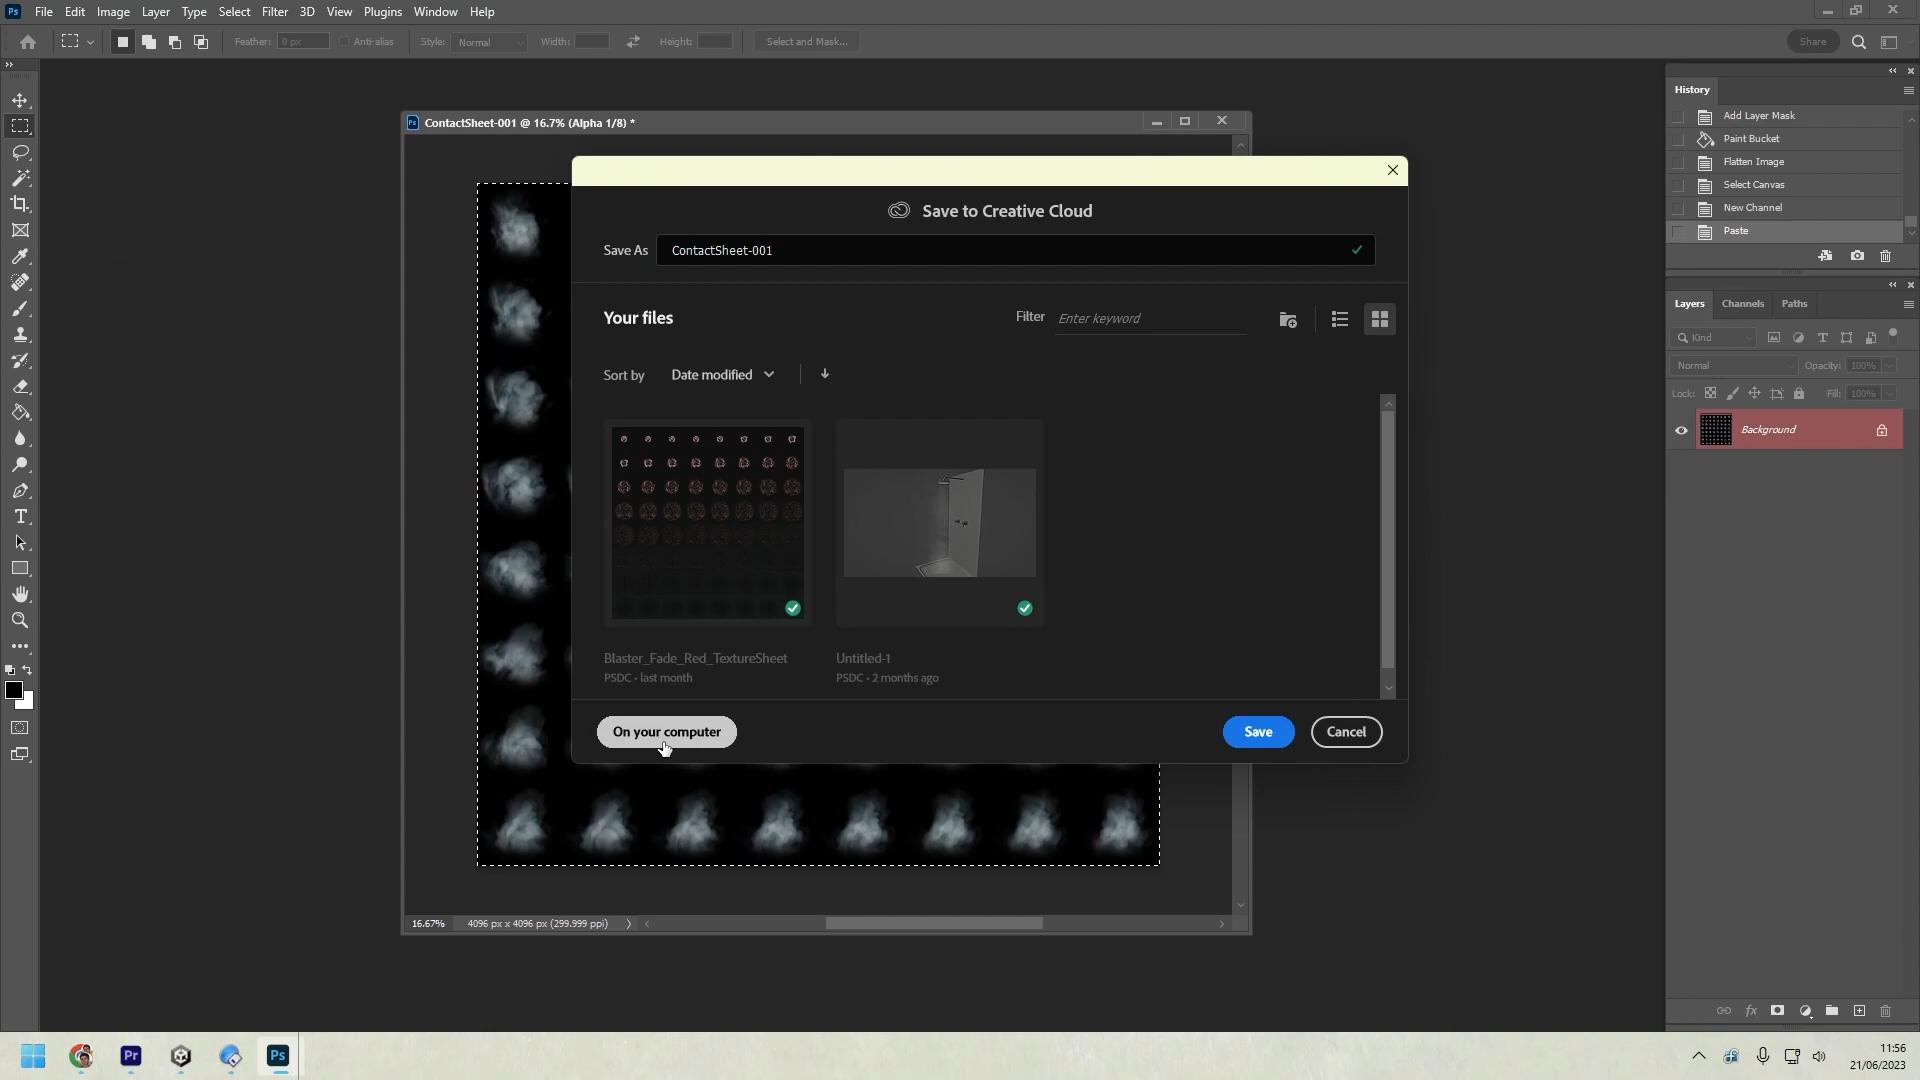 Ps File Edit Image Layer Type Select Filter 3D View Plugins Window Help
Feather: 0 px Anti-alias Style: Normal Width: Height: Select and Mask... Share
Ps ContactSheet-001 @ 16.7% (Alpha 1/8) *
Save to Creative Cloud
Save As ContactSheet-001
Your files Filter Enter keyword
Sort by Date modified
Blaster_Fade_Red_TextureSheet
PSDC • last month
Untitled-1
PSDC • 2 months ago
On your computer Save Cancel
16.67% 4096 px x 4096 px (299.999 ppi)
History
Add Layer Mask
Paint Bucket
Flatten Image
Select Canvas
New Channel
Paste
Layers Channels Paths
Kind
Normal Opacity: 100%
Lock: Fill: 100%
Background
fx
Pr Ps
11:56
21/06/2023